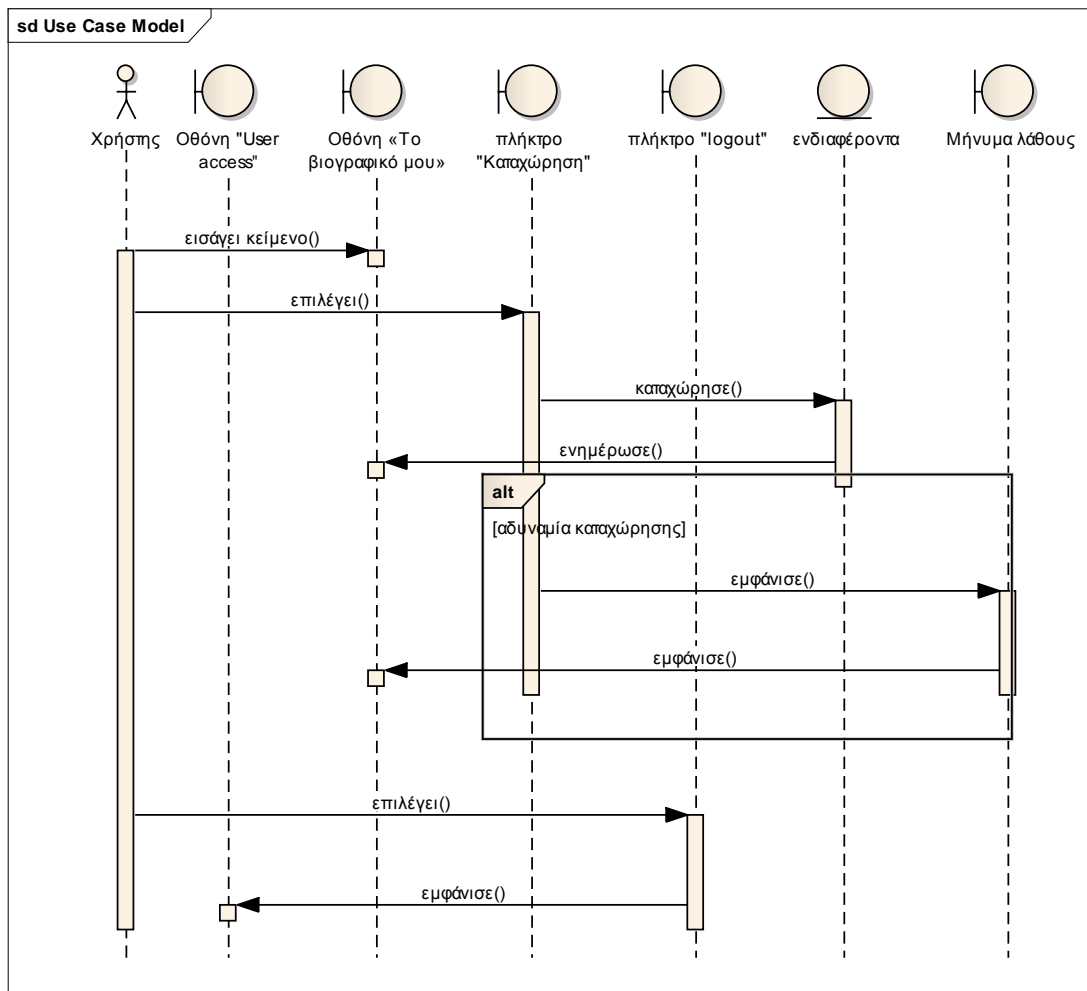 sd Use Case Model
Χρήστης
Οθόνη "User
access"
Οθόνη «Το
βιογραφικό μου»
πλήκτρο
"Καταχώρηση"
πλήκτρο "logout"
ενδιαφέροντα
Μήνυμα λάθους
εισάγει κείμενο()
επιλέγει()
καταχώρησε()
ενημέρωσε()
alt
[αδυναμία καταχώρησης]
εμφάνισε()
εμφάνισε()
επιλέγει()
εμφάνισε()